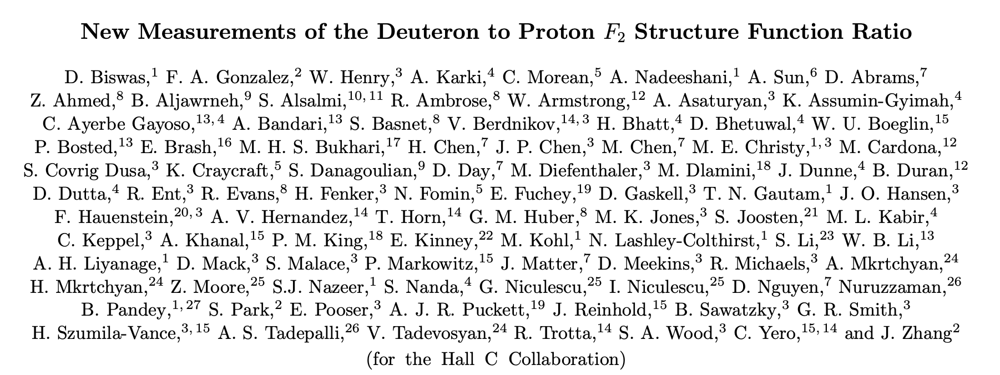 New Measurements of the Deuteron to Proton F₂ Structure Function Ratio
D. Biswas,¹ F. A. Gonzalez,² W. Henry,³ A. Karki,⁴ C. Morean,⁵ A. Nadeeshani,¹ A. Sun,⁶ D. Abrams,⁷
Z. Ahmed,⁸ B. Aljawrneh,⁹ S. Alsalmi,¹⁰,¹¹ R. Ambrose,⁸ W. Armstrong,¹² A. Asaturyan,³ K. Assumin-Gyimah,⁴
C. Ayerbe Gayoso,¹³,⁴ A. Bandari,¹³ S. Basnet,⁸ V. Berdnikov,¹⁴,³ H. Bhatt,⁴ D. Bhetuwal,⁴ W. U. Boeglin,¹⁵
P. Bosted,¹³ E. Brash,¹⁶ M. H. S. Bukhari,¹⁷ H. Chen,⁷ J. P. Chen,³ M. Chen,⁷ M. E. Christy,¹,³ M. Cardona,¹²
S. Covrig Dusa,³ K. Craycraft,⁵ S. Danagoulian,⁹ D. Day,⁷ M. Diefenthaler,³ M. Dlamini,¹⁸ J. Dunne,⁴ B. Duran,¹²
D. Dutta,⁴ R. Ent,³ R. Evans,⁸ H. Fenker,³ N. Fomin,⁵ E. Fuchey,¹⁹ D. Gaskell,³ T. N. Gautam,¹ J. O. Hansen,³
F. Hauenstein,²⁰,³ A. V. Hernandez,¹⁴ T. Horn,¹⁴ G. M. Huber,⁸ M. K. Jones,³ S. Joosten,²¹ M. L. Kabir,⁴
C. Keppel,³ A. Khanal,¹⁵ P. M. King,¹⁸ E. Kinney,²² M. Kohl,¹ N. Lashley-Colthirst,¹ S. Li,²³ W. B. Li,¹³
A. H. Liyanage,¹ D. Mack,³ S. Malace,³ P. Markowitz,¹⁵ J. Matter,⁷ D. Meekins,³ R. Michaels,³ A. Mkrtchyan,²⁴
H. Mkrtchyan,²⁴ Z. Moore,²⁵ S.J. Nazeer,¹ S. Nanda,⁴ G. Niculescu,²⁵ I. Niculescu,²⁵ D. Nguyen,⁷ Nuruzzaman,²⁶
B. Pandey,¹,²⁷ S. Park,² E. Pooser,³ A. J. R. Puckett,¹⁹ J. Reinhold,¹⁵ B. Sawatzky,³ G. R. Smith,³
H. Szumila-Vance,³,¹⁵ A. S. Tadepalli,²⁶ V. Tadevosyan,²⁴ R. Trotta,¹⁴ S. A. Wood,³ C. Yero,¹⁵,¹⁴ and J. Zhang²
(for the Hall C Collaboration)